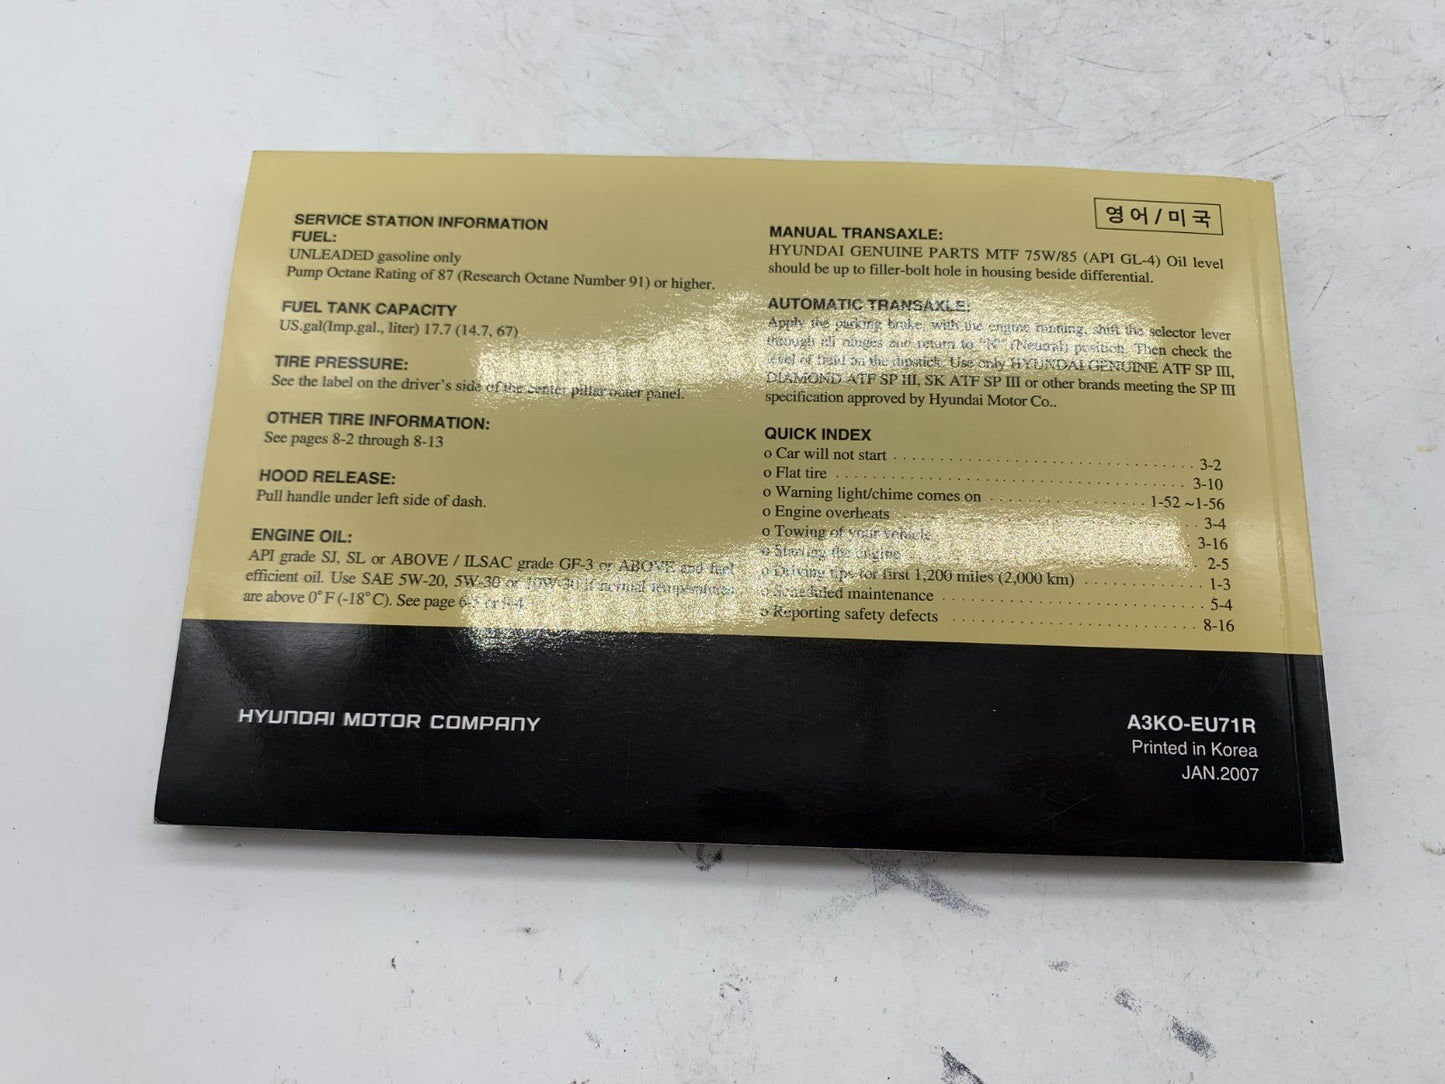 SERVICE STATION INFORMATION
FUEL:
UNLEADED gasoline only
Pump Octane Rating of 87 (Research Octane Number 91) or higher.
FUEL TANK CAPACITY
US.gal(Imp.gal., liter) 17.7 (14.7, 67)
TIRE PRESSURE:
See the label on the driver's side of the center pillar outer panel.
OTHER TIRE INFORMATION:
See pages 8-2 through 8-13
HOOD RELEASE:
Pull handle under left side of dash.
ENGINE OIL:
API grade SJ, SL or ABOVE / ILSAC grade GF-3 or ABOVE and fuel
efficient oil. Use SAE 5W-20, 5W-30 or 10W-30 if normal temperatures
are above 0°F (-18°C). See page or
영어/미국
MANUAL TRANSAXLE:
HYUNDAI GENUINE PARTS MTF 75W/85 (API GL-4) Oil level
should be up to filler-bolt hole in housing beside differential.
AUTOMATIC TRANSAXLE:
Apply the parking brake, with the engine running, shift the selector lever
through all ranges and return to "N" (Neutral) position. Then check the
level of fluid on the dipstick. Use only HYUNDAI GENUINE ATF SP III,
DIAMOND ATF SP III, SK ATF SP III or other brands meeting the SP III
specification approved by Hyundai Motor Co..
QUICK INDEX
o Car will not start . . . . . . . . . . . . . . . . . . . . 3-2
o Flat tire . . . . . . . . . . . . . . . . . . . . 3-10
o Warning light/chime comes on . . . . . . . . . . 1-52 ~1-56
o Engine overheats . . . . . . . . . . 3-4
o Towing of your vehicle . . . . . . . . . . 3-16
o Starting the engine . . . . . . . . . . 2-5
o Driving tips for first 1,200 miles (2,000 km) . . . . . . . . . . 1-3
o Scheduled maintenance . . . . . . . . . . . . . . . . . . . . 5-4
o Reporting safety defects . . . . . . . . . . . . . . . . . . . . 8-16
HYUNDAI MOTOR COMPANY
A3KO-EU71R
Printed in Korea
JAN.2007